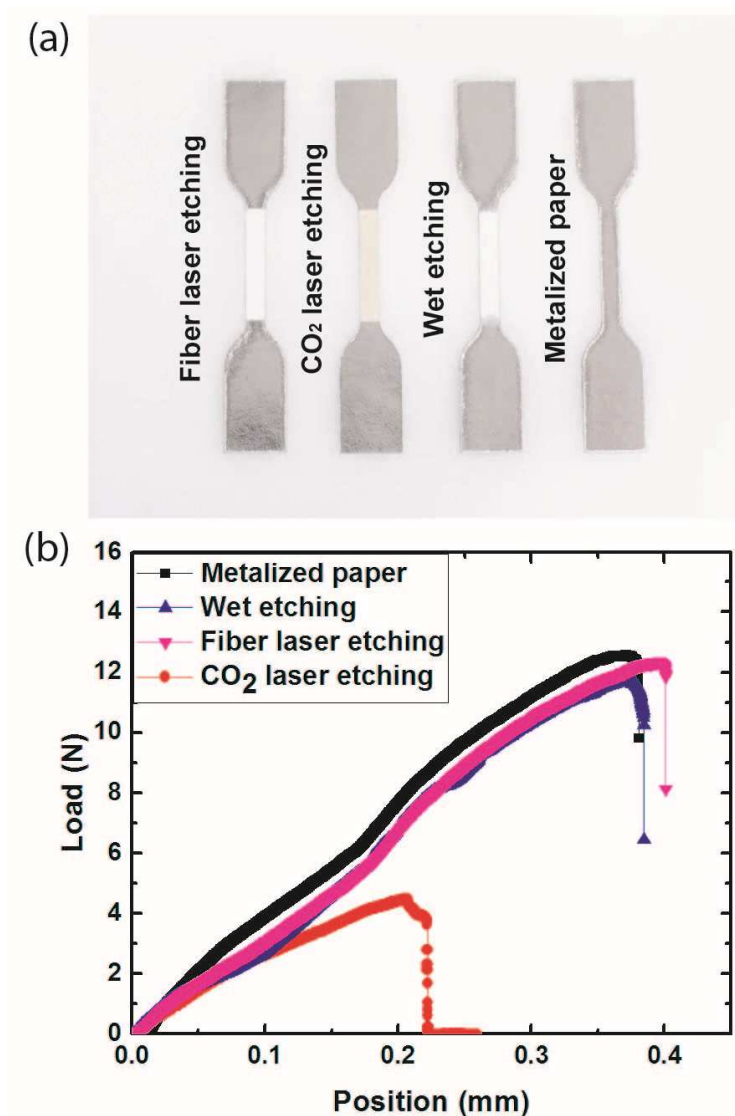 (a)
Fiber laser etching
CO₂ laser etching
Wet etching
Metalized paper
(b)
16
14
12
10
8
6
4
2
0
Load (N)
Metalized paper
Wet etching
Fiber laser etching
CO₂ laser etching
0.0 0.1 0.2 0.3 0.4
Position (mm)